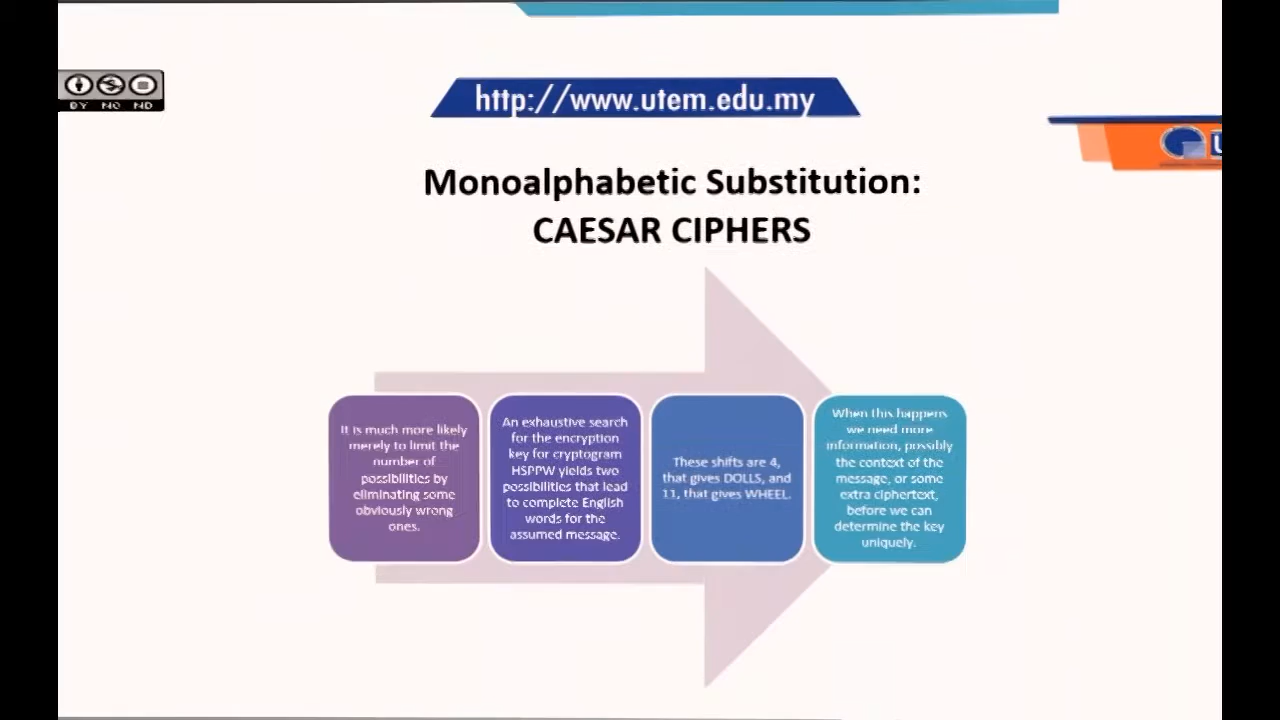 http://www.utem.edu.my
BY NC ND
U
Monoalphabetic Substitution:
CAESAR CIPHERS
It is much more likely
merely to limit the
number of
possibilities by
eliminating some
obviously wrong
ones.
An exhaustive search
for the encryption
key for cryptogram
HSPPW yields two
possibilities that lead
to complete English
words for the
assumed message.
These shifts are 4,
that gives DOLLS, and
11, that gives WHEEL.
When this happens
we need more
information, possibly
the context of the
message, or some
extra ciphertext,
before we can
determine the key
uniquely.